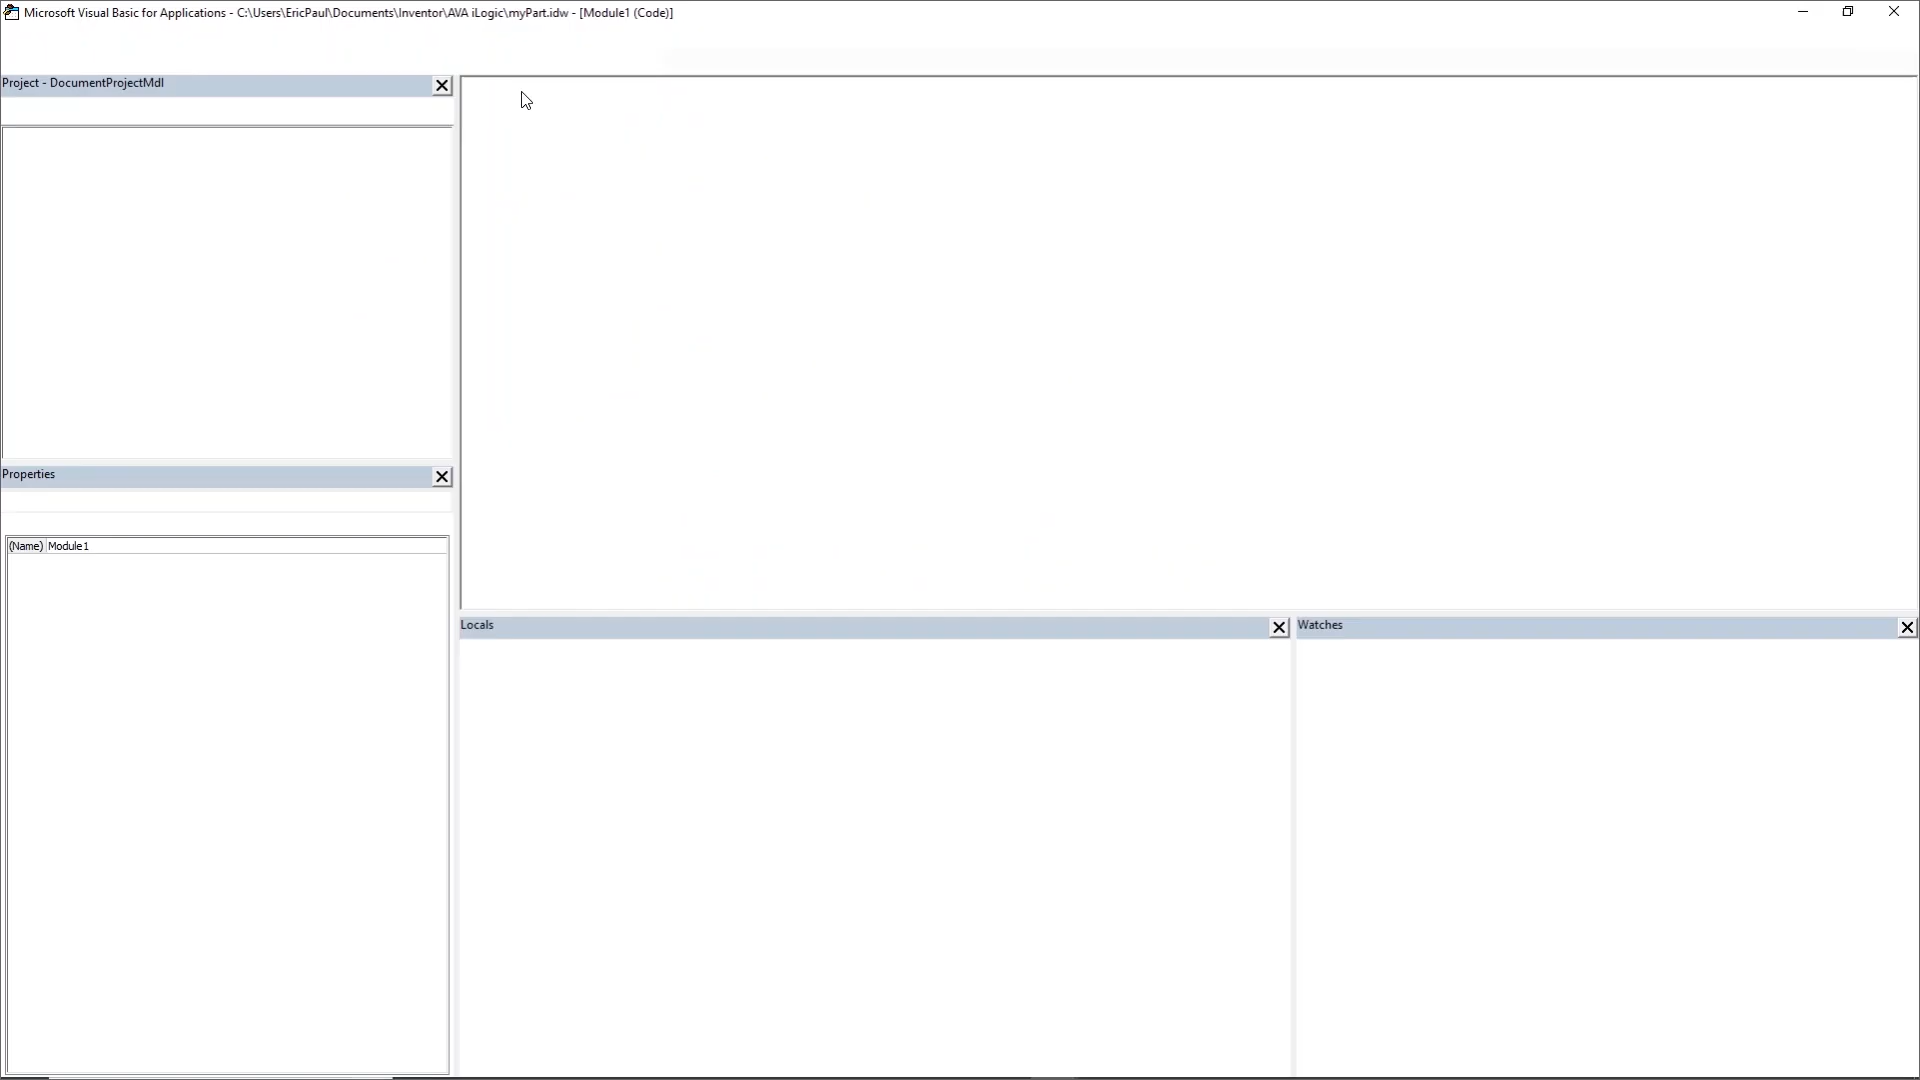 Microsoft Visual Basic for Applications - C:\Users\EricPaul\Documents\Inventor\AVA iLogic\myPart.idw - [Module1 (Code)]
Project - DocumentProjectMdl
Properties
(Name) Module1
Locals
Watches